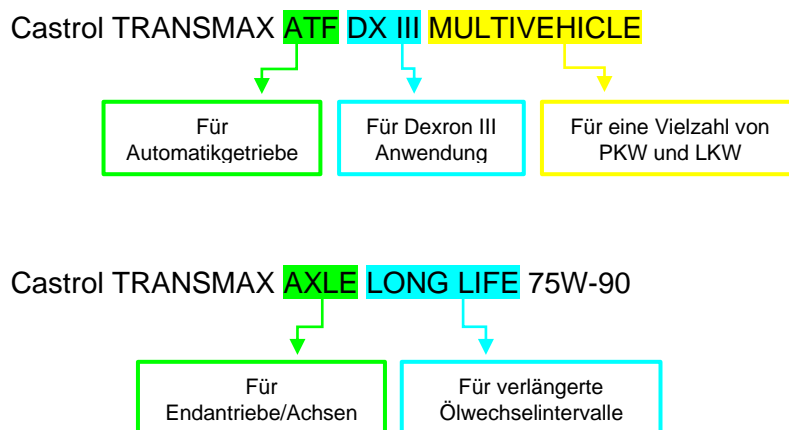 Castrol TRANSMAX ATF DX III MULTIVEHICLE
Für
Automatikgetriebe
Für Dexron III
Anwendung
Für eine Vielzahl von
PKW und LKW
Castrol TRANSMAX AXLE LONG LIFE 75W-90
Für
Endantriebe/Achsen
Für verlängerte
Ölwechselintervalle